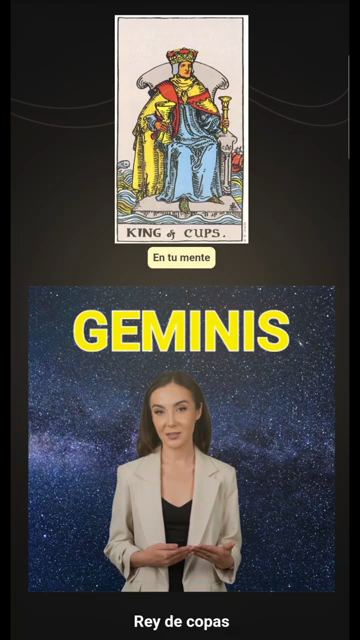 KING of CUPS.
En tu mente
GEMINIS
Rey de copas